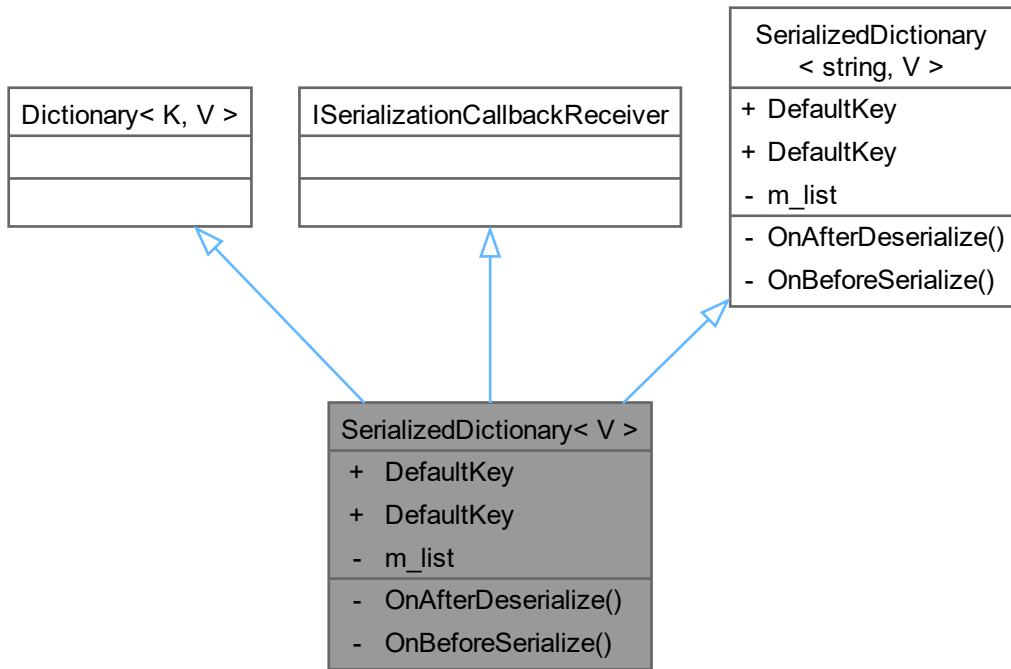 Dictionary< K, V >
ISerializationCallbackReceiver
SerializedDictionary
< string, V >
+ DefaultKey
+ DefaultKey
- m_list
- OnAfterDeserialize()
- OnBeforeSerialize()
SerializedDictionary< V >
+ DefaultKey
+ DefaultKey
- m_list
- OnAfterDeserialize()
- OnBeforeSerialize()